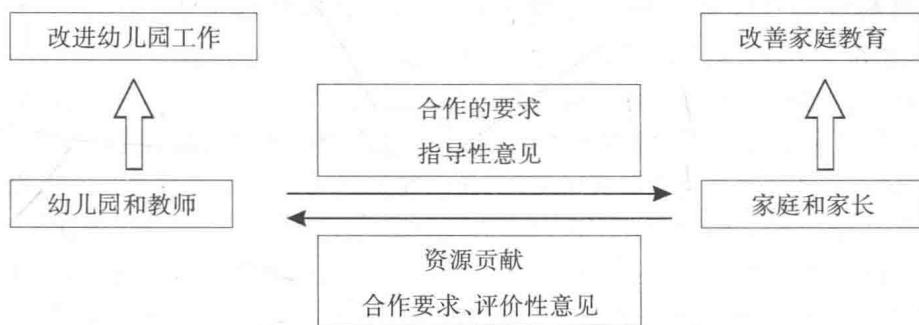 改进幼儿园工作
改善家庭教育
合作的要求
指导性意见
幼儿园和教师
家庭和家长
资源贡献
合作要求、评价性意见